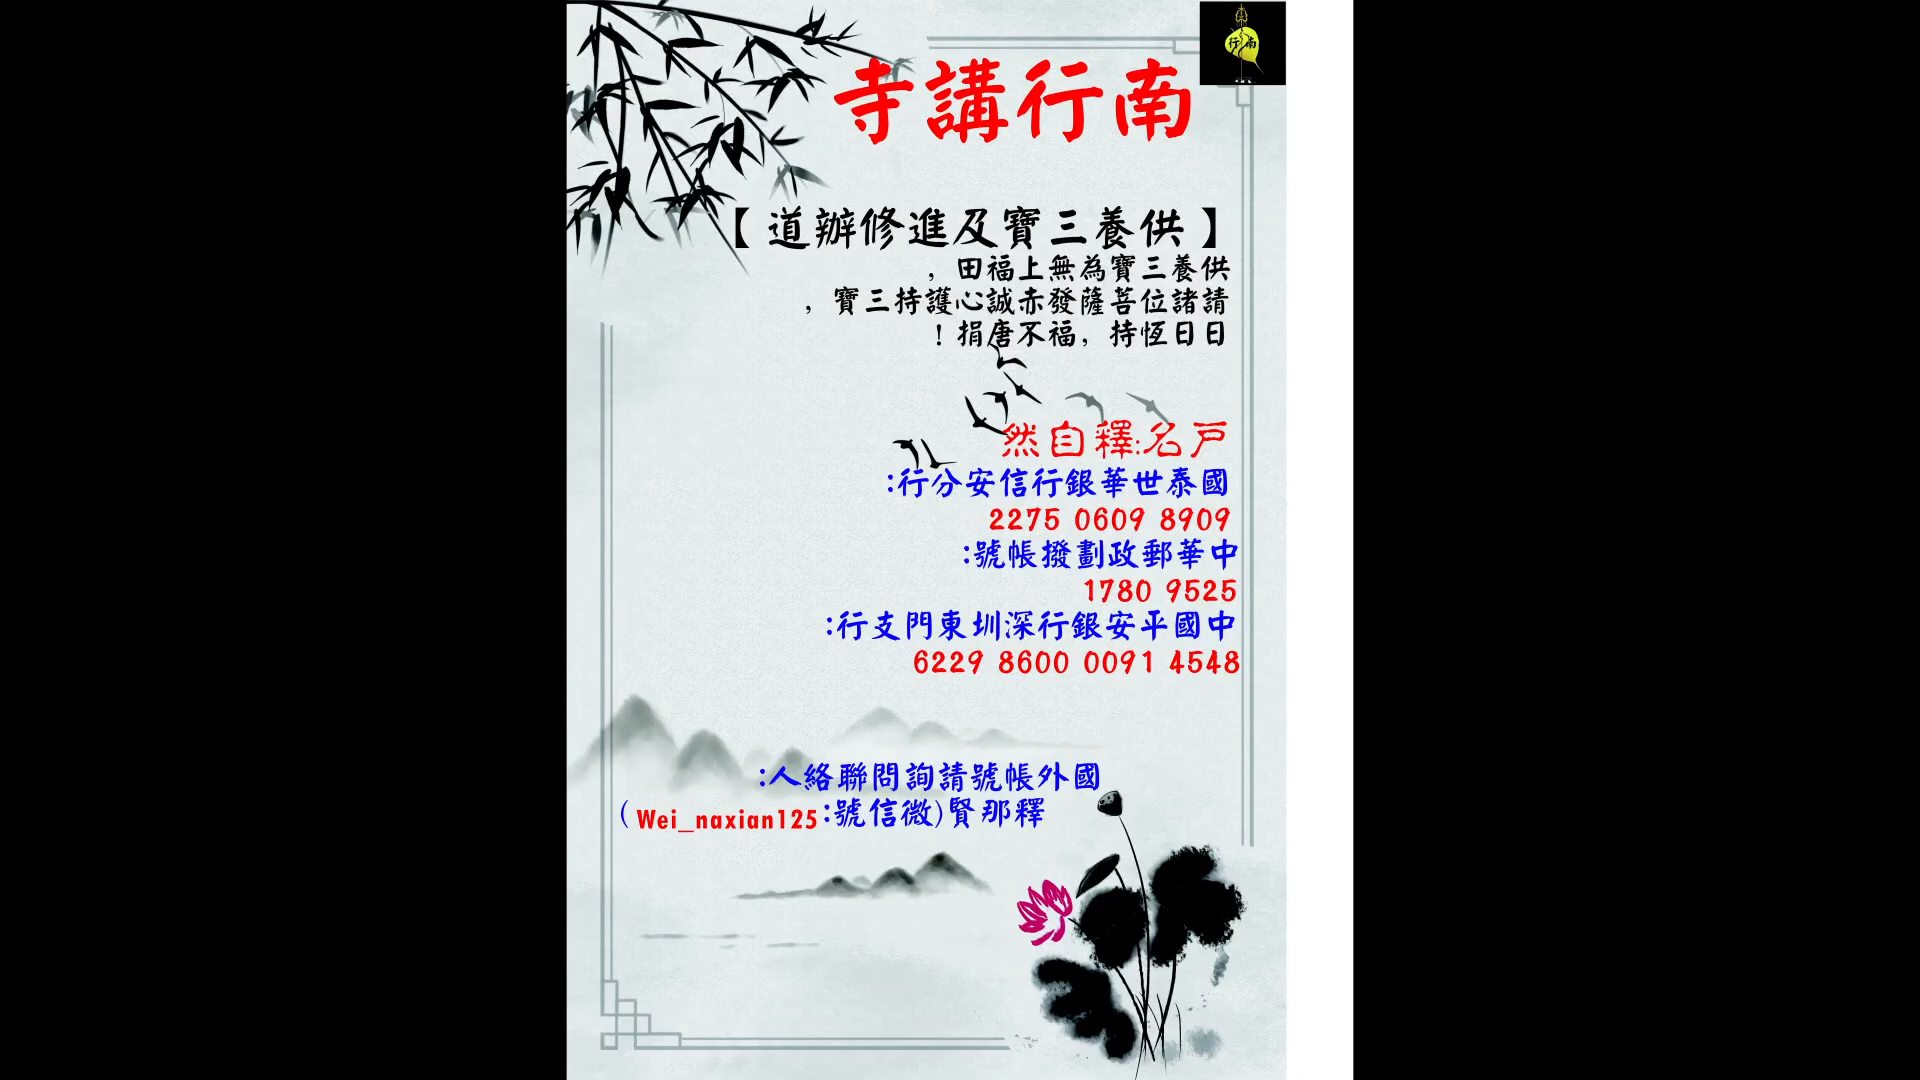 南行
南行講寺
【供養三寶及進修辦道】
供養三寶為無上福田,
請諸位菩薩發赤誠心護持三寶,
日日恆持,福不唐捐!
戶名:釋自然
國泰世華銀行信安分行:
2275 0609 8909
中華郵政劃撥帳號:
1780 9525
中國平安銀行深圳東門支行:
6229 8600 0091 4548
國外帳號請詢問聯絡人:
釋那賢(微信號:Wei_naxian125)